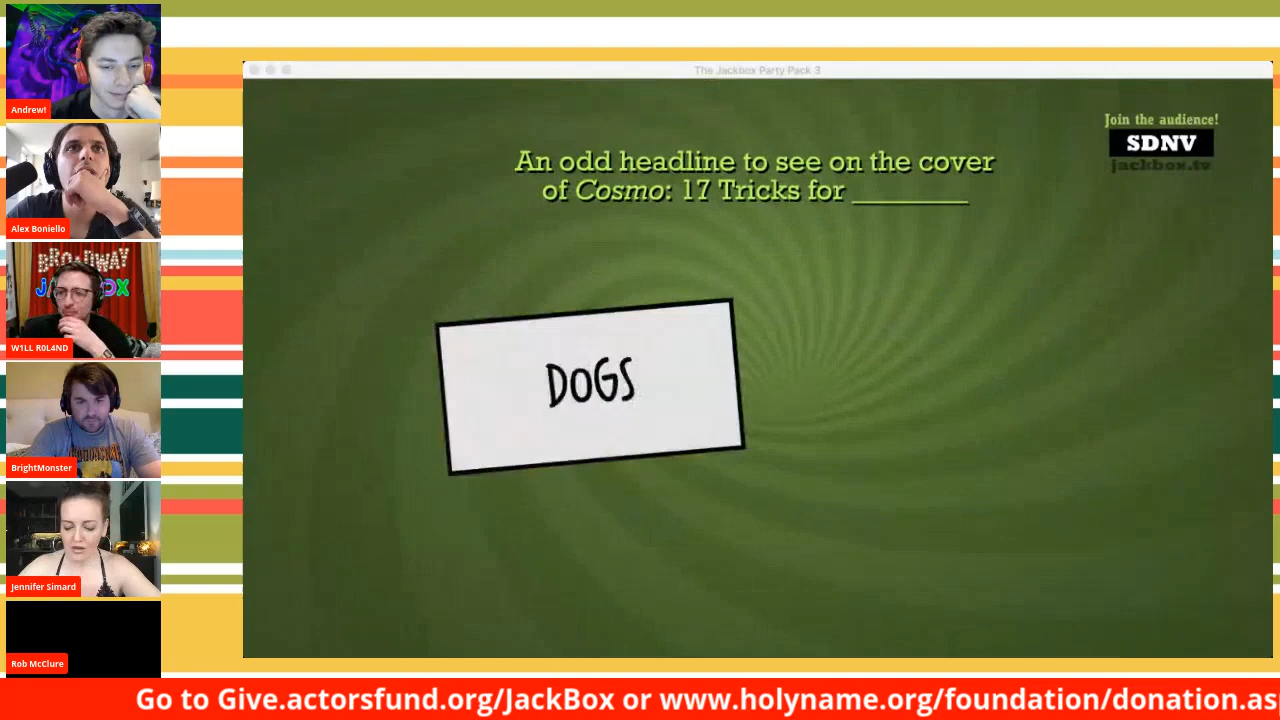 Andrew!
Alex Boniello
BROADWAY
W1LL R0L4ND
BrightMonster
Jennifer Simard
Rob McClure
The Jackbox Party Pack 3
Join the audience!
SDNV
jackbox.tv
An odd headline to see on the cover
of Cosmo: 17 Tricks for ________
DOGS
Go to Give.actorsfund.org/JackBox or www.holyname.org/foundation/donation.as